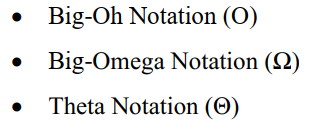 • Big-Oh Notation (O)
• Big-Omega Notation (Ω)
• Theta Notation (Θ)